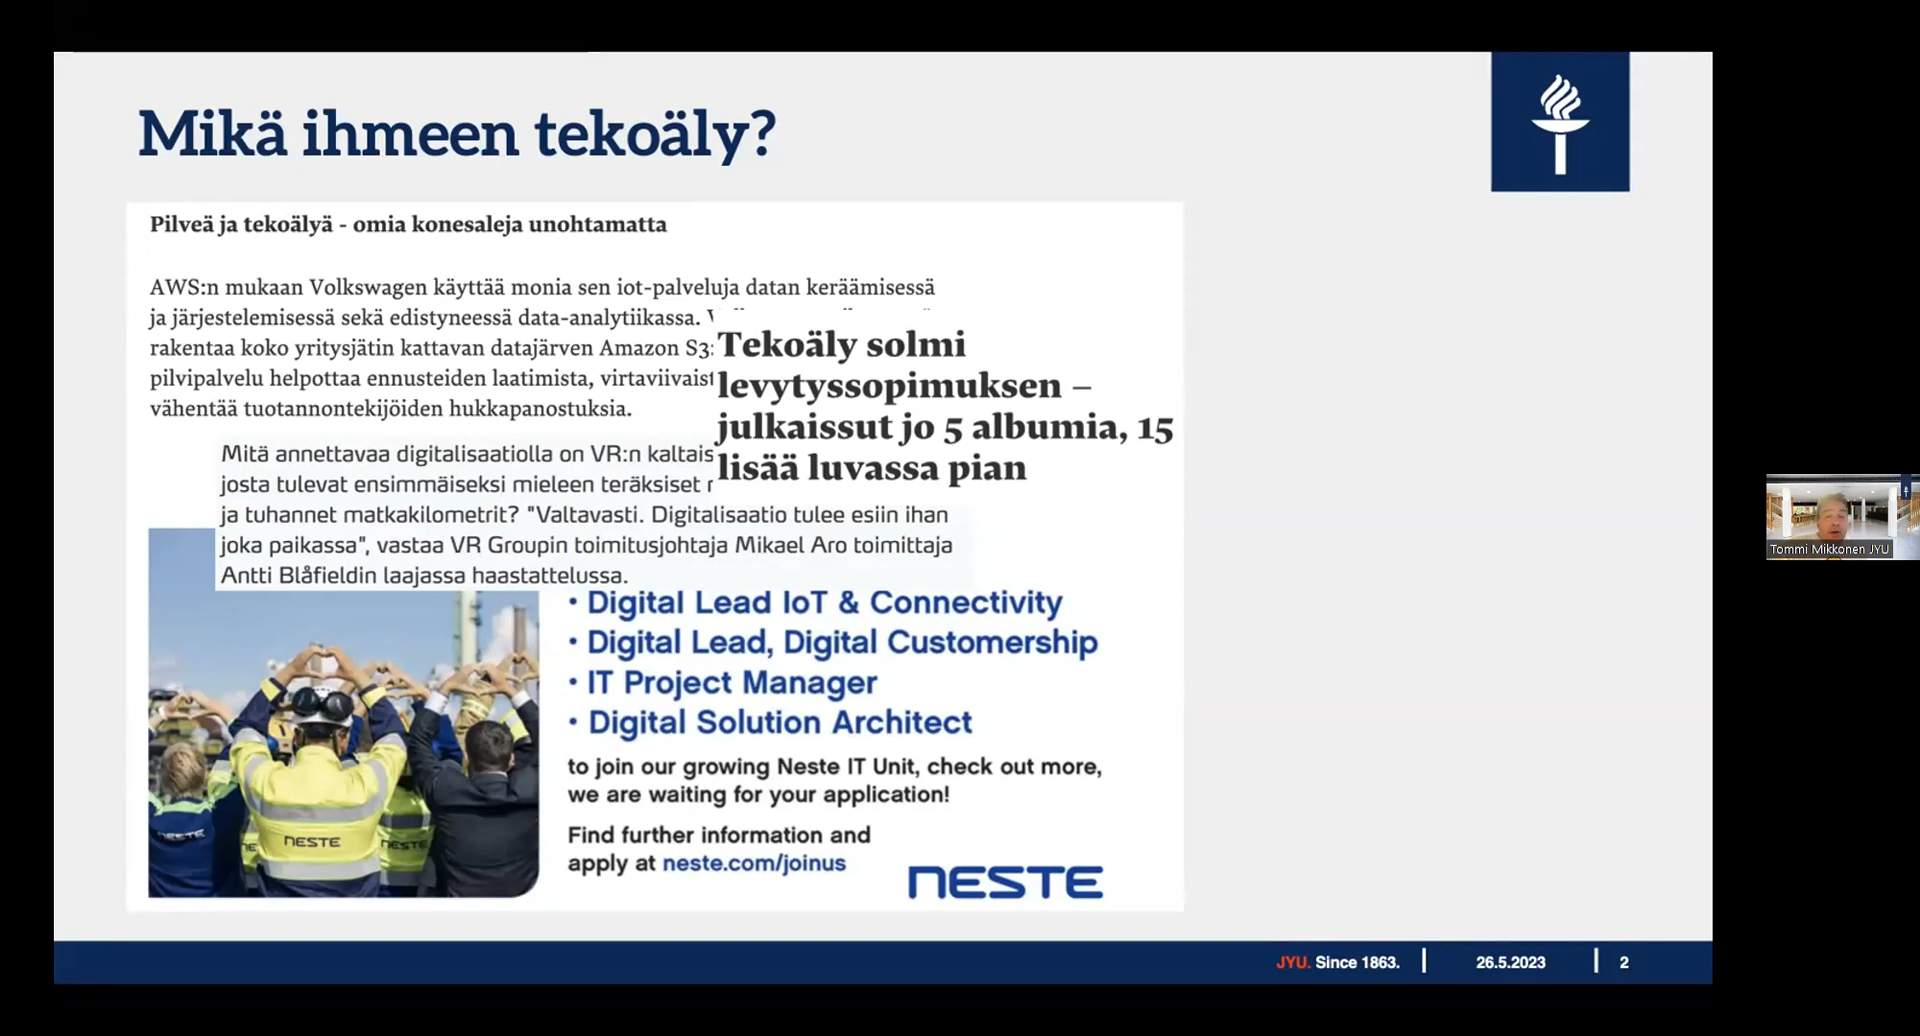 Mikä ihmeen tekoäly?
Pilveä ja tekoälyä - omia konesaleja unohtamatta
AWS:n mukaan Volkswagen käyttää monia sen iot-palveluja datan keräämisessä
ja järjestelemisessä sekä edistyneessä data-analytiikassa.
rakentaa koko yritysjätin kattavan datajärven Amazon S3:
pilvipalvelu helpottaa ennusteiden laatimista,
vähentää tuotannontekijöiden hukkapanostuksia.
Tekoäly solmi
levytyssopimuksen –
julkaissut jo 5 albumia, 15
lisää luvassa pian
Mitä annettavaa digitalisaatiolla on VR:n
josta tulevat ensimmäiseksi mieleen teräksiset
ja tuhannet matkakilometrit? "Valtavasti. Digitalisaatio tulee esiin ihan
joka paikassa", vastaa VR Groupin toimitusjohtaja Mikael Aro toimittaja
Antti Blåfieldin laajassa haastattelussa.
• Digital Lead IoT & Connectivity
• Digital Lead, Digital Customership
• IT Project Manager
• Digital Solution Architect
to join our growing Neste IT Unit, check out more,
we are waiting for your application!
Find further information and
apply at neste.com/joinus
NESTE
NESTE
NESTE
NESTE
JYU. Since 1863.
26.5.2023
2
Tommi Mikkonen JYU